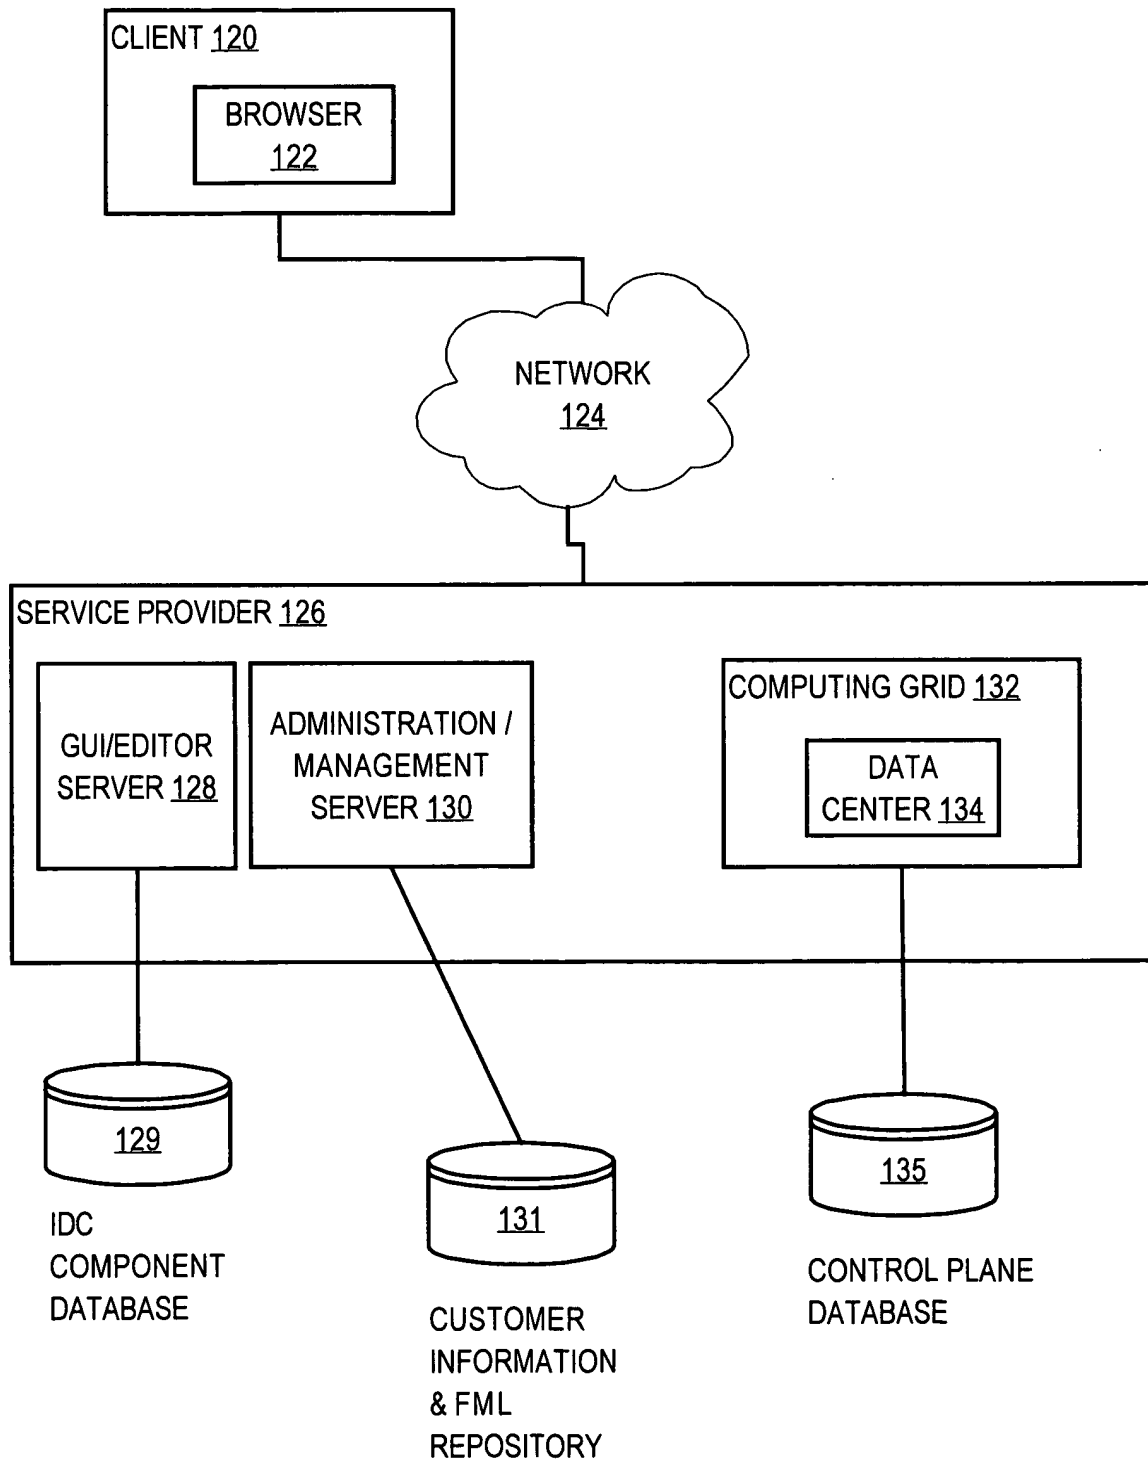 CLIENT 120
BROWSER
122
NETWORK
124
SERVICE PROVIDER 126
GUI/EDITOR
SERVER 128
ADMINISTRATION /
MANAGEMENT
SERVER 130
COMPUTING GRID 132
DATA
CENTER 134
129
IDC
COMPONENT
DATABASE
131
CUSTOMER
INFORMATION
& FML
REPOSITORY
135
CONTROL PLANE
DATABASE